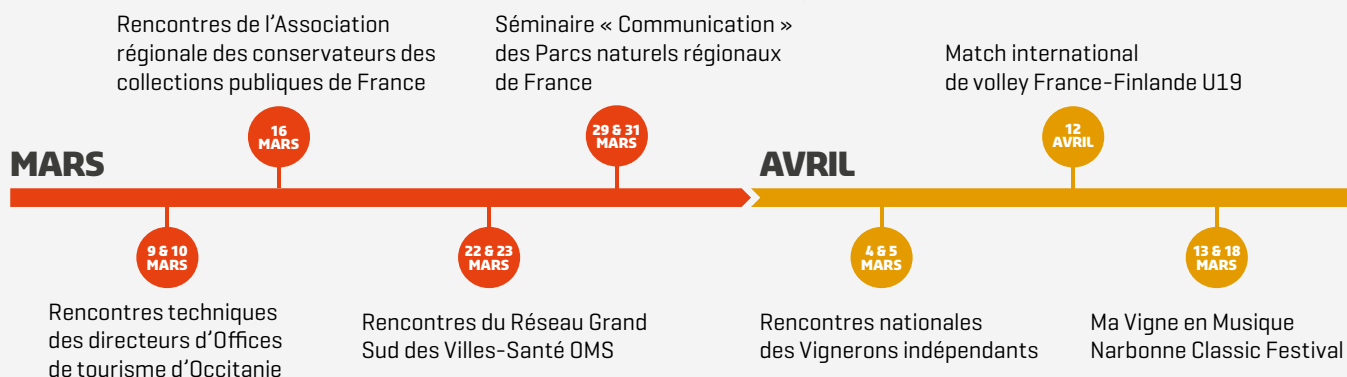 Rencontres de l’Association
régionale des conservateurs des
collections publiques de France
Séminaire « Communication »
des Parcs naturels régionaux
de France
Match international
de volley France-Finlande U19
16
MARS
29 & 31
MARS
12
AVRIL
MARS
AVRIL
9 & 10
MARS
22 & 23
MARS
4 & 5
MARS
13 & 18
MARS
Rencontres techniques
des directeurs d’Offices
de tourisme d’Occitanie
Rencontres du Réseau Grand
Sud des Villes-Santé OMS
Rencontres nationales
des Vignerons indépendants
Ma Vigne en Musique
Narbonne Classic Festival